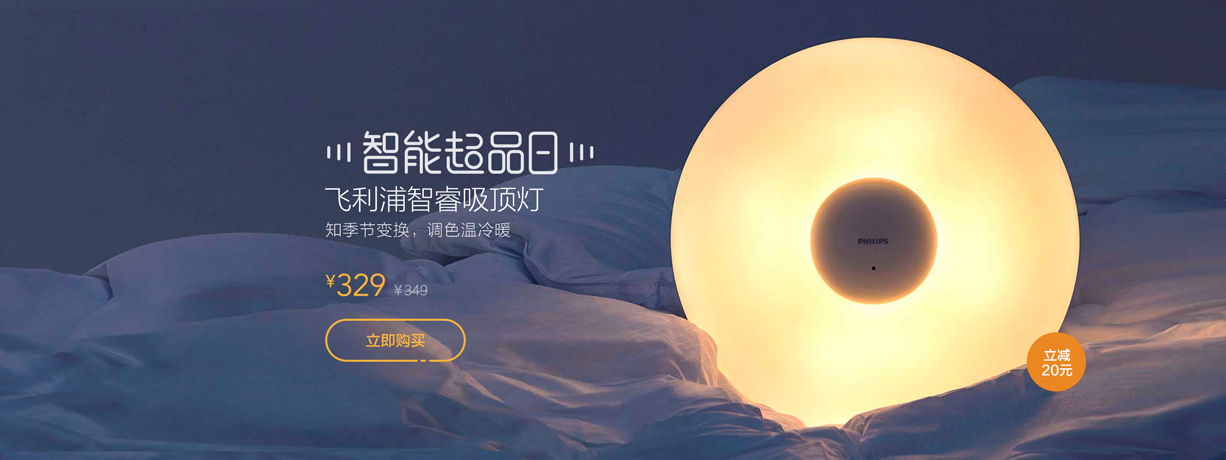 智能超品日
飞利浦智睿吸顶灯
知季节变换，调色温冷暖
¥329 ¥349
立即购买
PHILIPS
立减
20元